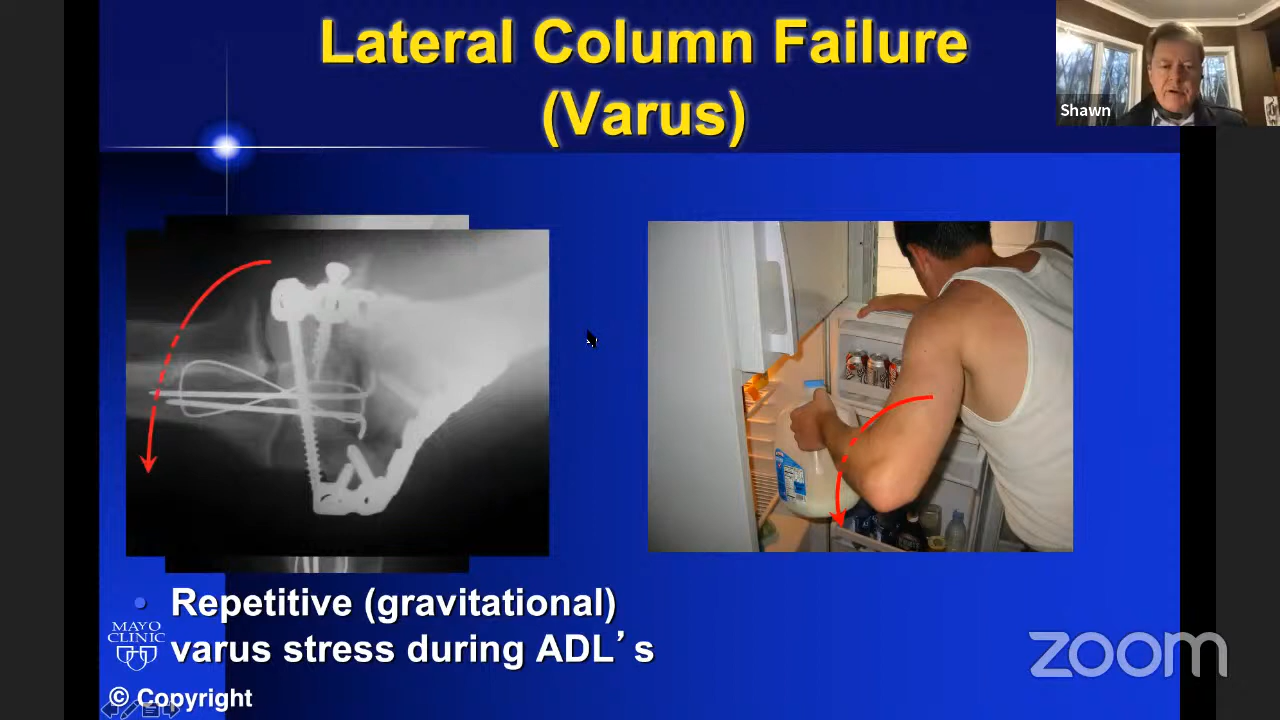 Lateral Column Failure
(Varus)
Shawn
• Repetitive (gravitational)
varus stress during ADL’s
MAYO
CLINIC
© Copyright
zoom